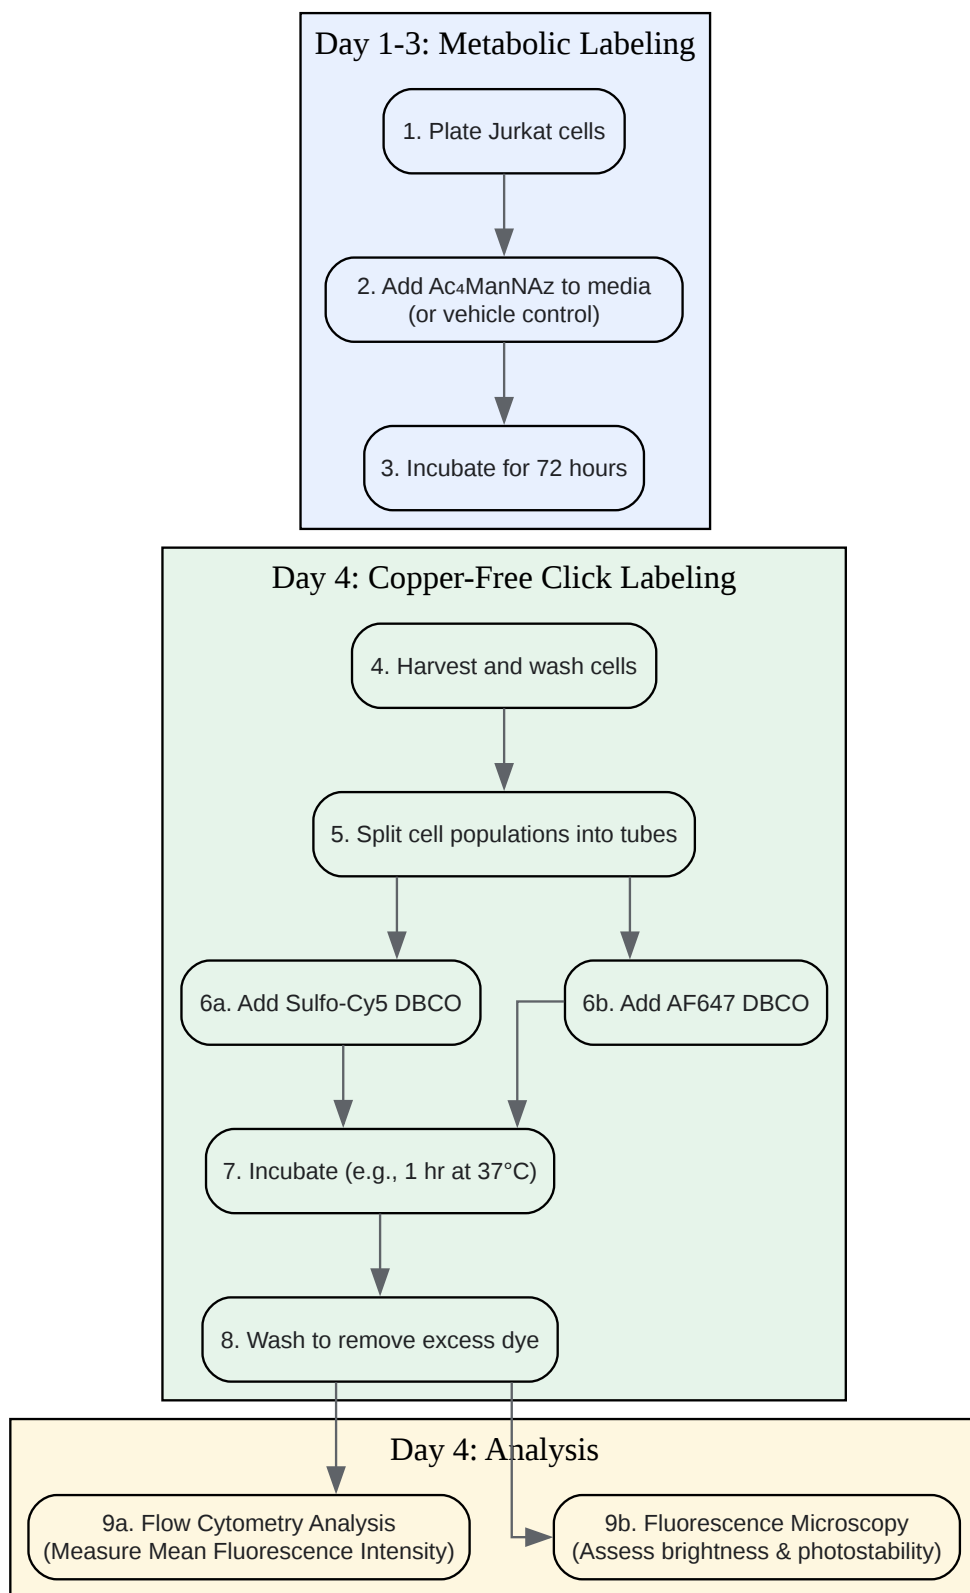 Day 1-3: Metabolic Labeling
1. Plate Jurkat cells
2. Add Ac₄ManNAz to media
(or vehicle control)
3. Incubate for 72 hours
Day 4: Copper-Free Click Labeling
4. Harvest and wash cells
5. Split cell populations into tubes
6a. Add Sulfo-Cy5 DBCO
6b. Add AF647 DBCO
7. Incubate (e.g., 1 hr at 37°C)
8. Wash to remove excess dye
Day 4: Analysis
9a. Flow Cytometry Analysis
(Measure Mean Fluorescence Intensity)
9b. Fluorescence Microscopy
(Assess brightness & photostability)